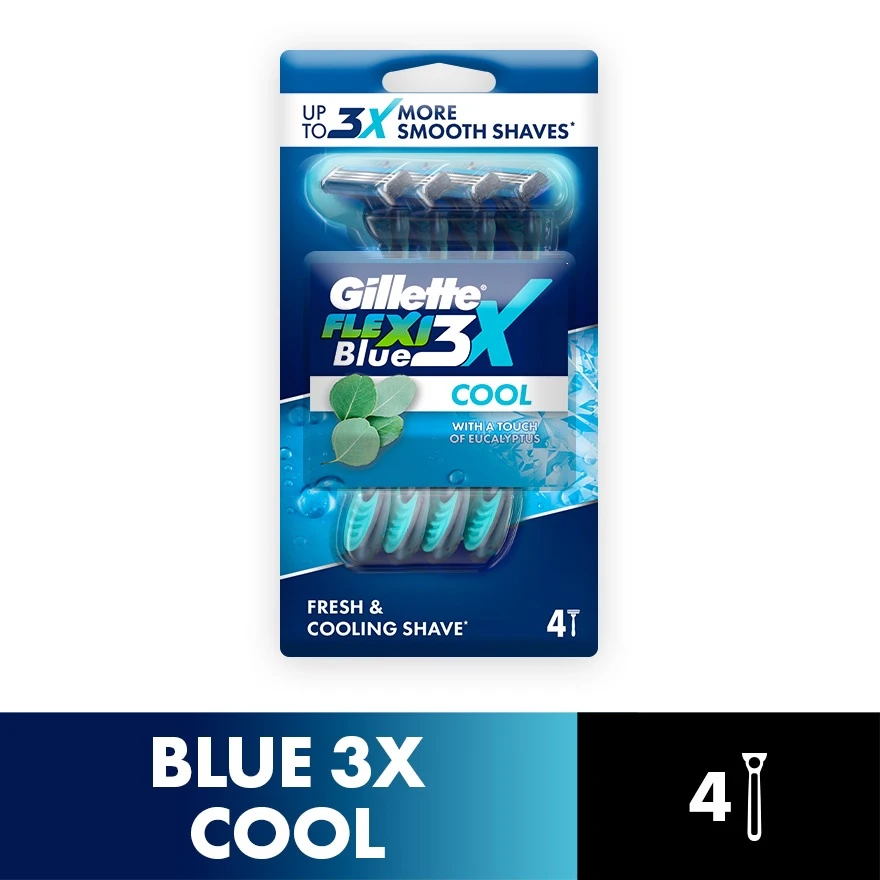 UP TO 3X MORE
SMOOTH SHAVES*
Gillette®
FLEXI
Blue 3X
COOL
WITH A TOUCH
OF EUCALYPTUS
FRESH &
COOLING SHAVE*
4
BLUE 3X
COOL
4